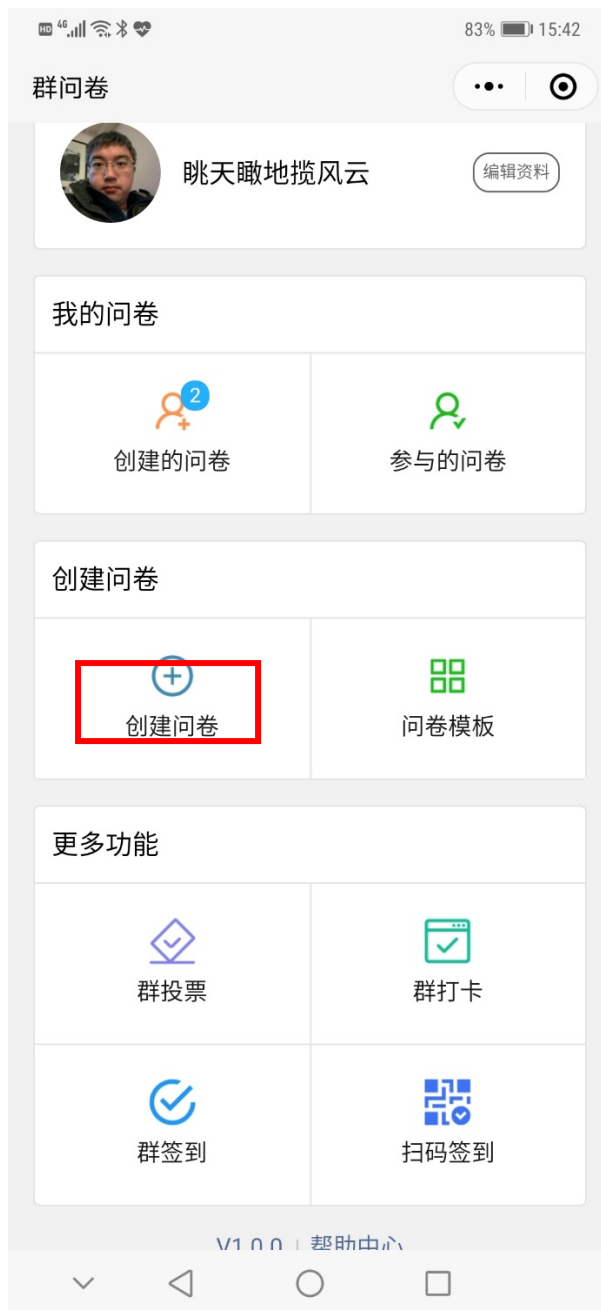 HD 4G 83% 15:42
群问卷
眺天瞰地揽风云 编辑资料
我的问卷
2
创建的问卷 参与的问卷
创建问卷
创建问卷 问卷模板
更多功能
群投票 群打卡
群签到 扫码签到
V1.0.0 | 帮助中心